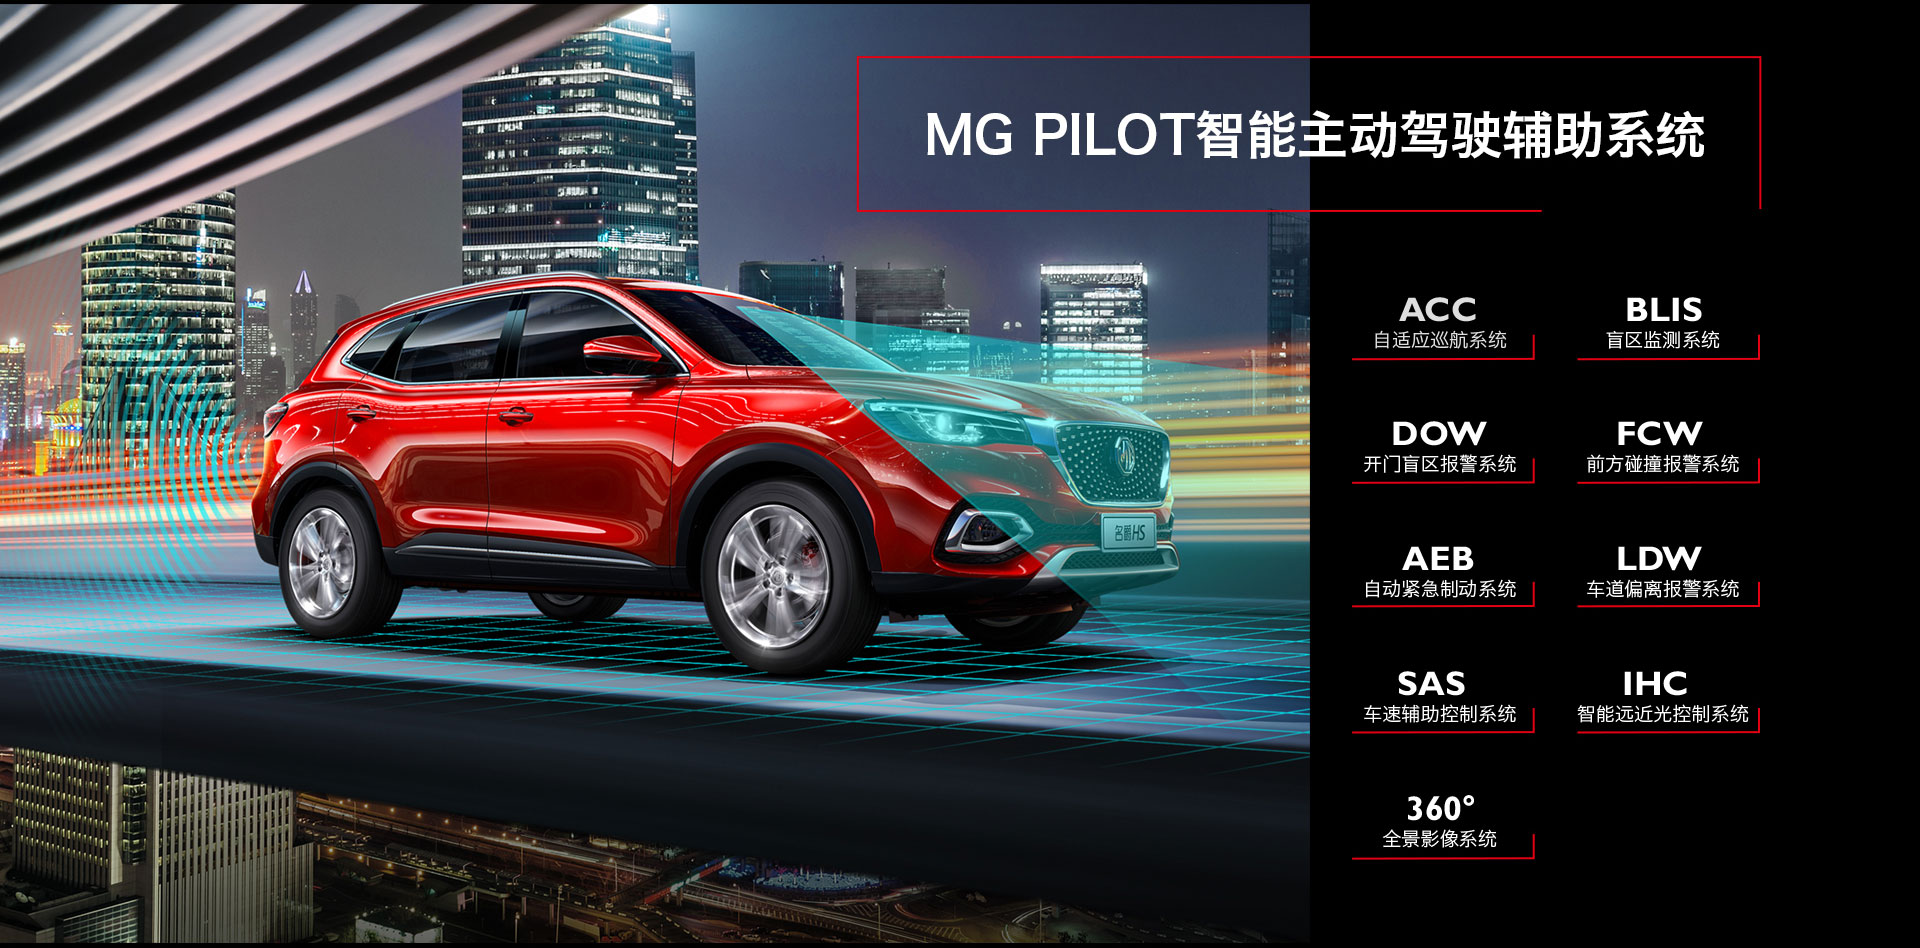 MG PILOT智能主动驾驶辅助系统
ACC
自适应巡航系统
BLIS
盲区监测系统
DOW
开门盲区报警系统
FCW
前方碰撞报警系统
AEB
自动紧急制动系统
LDW
车道偏离报警系统
SAS
车速辅助控制系统
IHC
智能远近光控制系统
360°
全景影像系统
MG
名爵HS